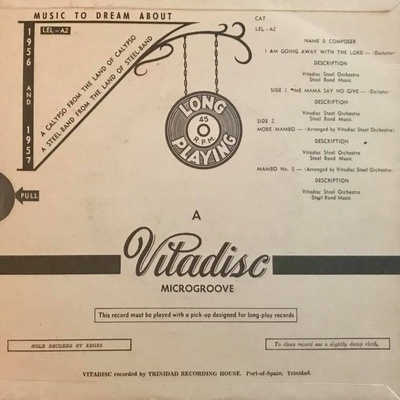 MUSIC TO DREAM ABOUT
LEL-A2
1956 AND 1957
A CALYPSO FROM THE LAND OF CALYPSO
A STEEL-BAND FROM THE LAND OF STEEL-BAND
LONG
45
R.P.M
PLAYING
PULL
CAT
LEL-A2
NAME & COMPOSER
I AM GOING AWAY WITH THE LORD —
DESCRIPTION
Vitadisc Steel Orchestra
Steel Band Music
SIDE 1 ME MAMA SAY NO GIVE —
DESCRIPTION
Vitadisc Steel Orchestra
Steel Band Music.
SIDE 2
MORE MAMBO — (Arranged by Vitadisc Steel Orchestra)
DESCRIPTION
Vitadisc Steel Orchestra
Steel Band Music
MAMBO No. 5 — (Arranged by Vitadisc Steel Orchestra)
DESCRIPTION
Vitadisc Steel Orchestra
Steel Band Music.
A
Vitadisc
MICROGROOVE
This record must be played with a pick-up designed for long-play records
HOLD RECORDS BY EDGES
To clean record use a slightly damp cloth.
VITADISC recorded by TRINIDAD RECORDING HOUSE. Port-of-Spain, Trinidad.